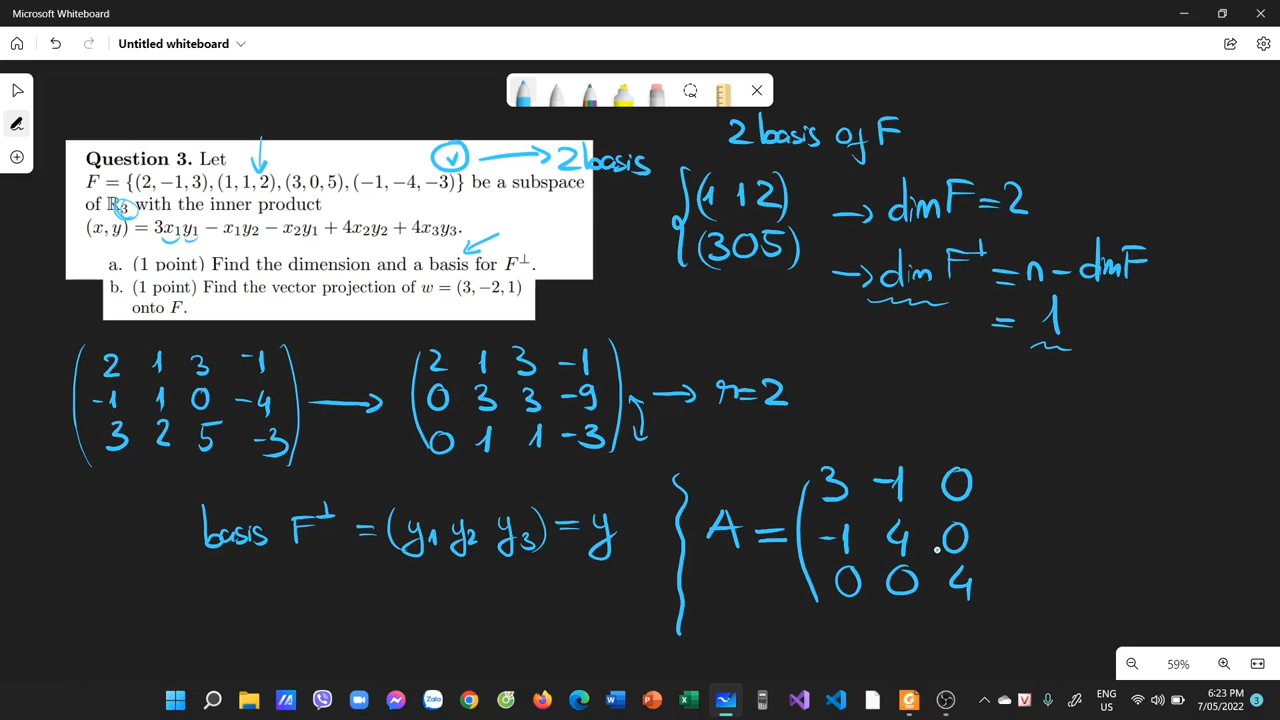 Microsoft Whiteboard
Untitled whiteboard
2 basis of F
Question 3. Let
v → 2 basis
F = {(2, −1, 3), (1, 1, 2), (3, 0, 5), (−1, −4, −3)} be a subspace
of R3 with the inner product
(x, y) = 3x₁y₁ − x₁y₂ − x₂y₁ + 4x₂y₂ + 4x₃y₃.
a. (1 point) Find the dimension and a basis for F⊥.
b. (1 point) Find the vector projection of w = (3, −2, 1)
onto F.
{(1 1 2)
(3 0 5)
→ dim F = 2
→ dim F⊥ = n − dim F
= 1
2 1 3 -1
-1 1 0 -4
3 2 5 -3
→
2 1 3 -1
0 3 3 -9
0 1 1 -3
→ r=2
basis F⊥ = (y₁ y₂ y₃) = y
A =
3 -1 0
-1 4 0
0 0 4
59%
Zalo
ENG
US
6:23 PM
7/05/2022
3